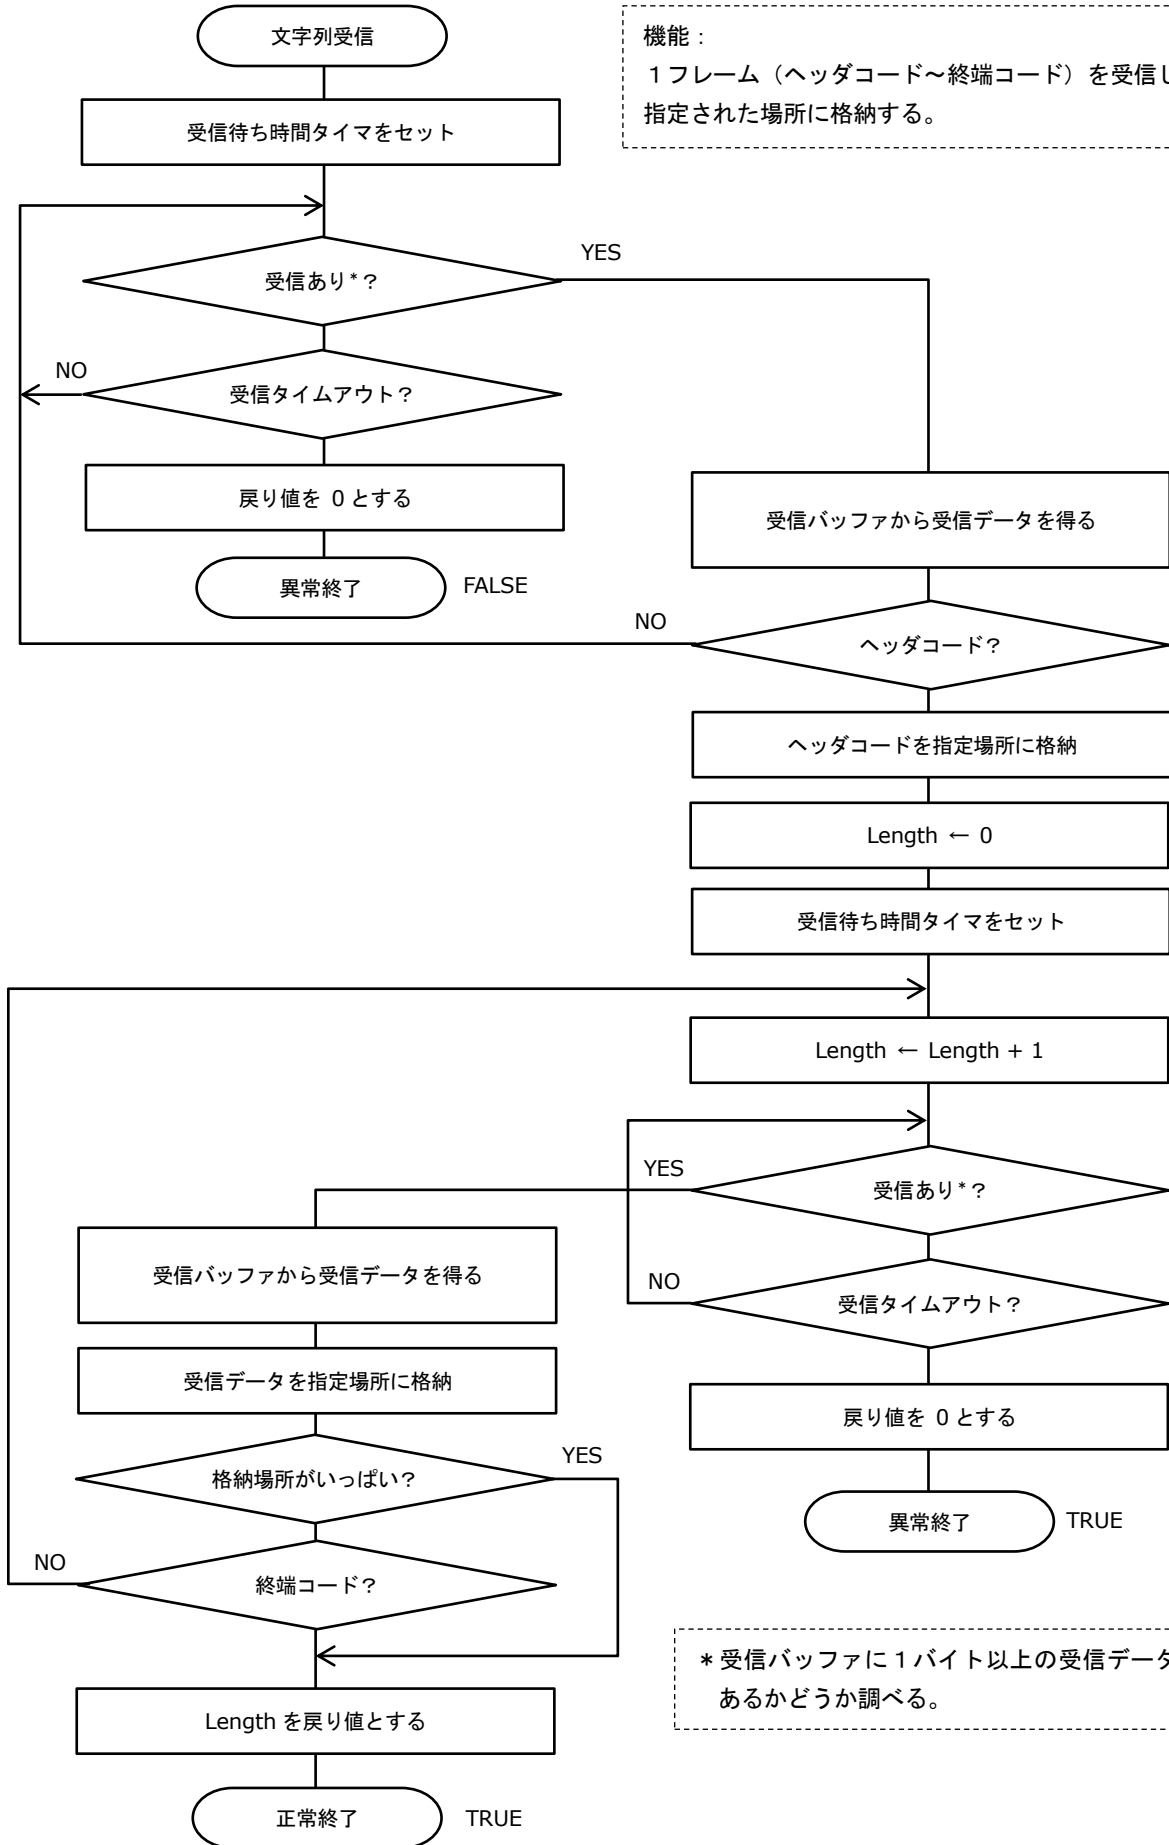 文字列受信
機能：
１フレーム（ヘッダコード～終端コード）を受信し
指定された場所に格納する。
受信待ち時間タイマをセット
受信あり*？
YES
受信タイムアウト？
NO
戻り値を 0 とする
異常終了
FALSE
受信バッファから受信データを得る
ヘッダコード？
NO
ヘッダコードを指定場所に格納
Length ← 0
受信待ち時間タイマをセット
Length ← Length + 1
受信あり*？
YES
受信タイムアウト？
NO
戻り値を 0 とする
異常終了
TRUE
受信バッファから受信データを得る
受信データを指定場所に格納
格納場所がいっぱい？
YES
終端コード？
NO
Length を戻り値とする
正常終了
TRUE
＊受信バッファに１バイト以上の受信データ
あるかどうか調べる。